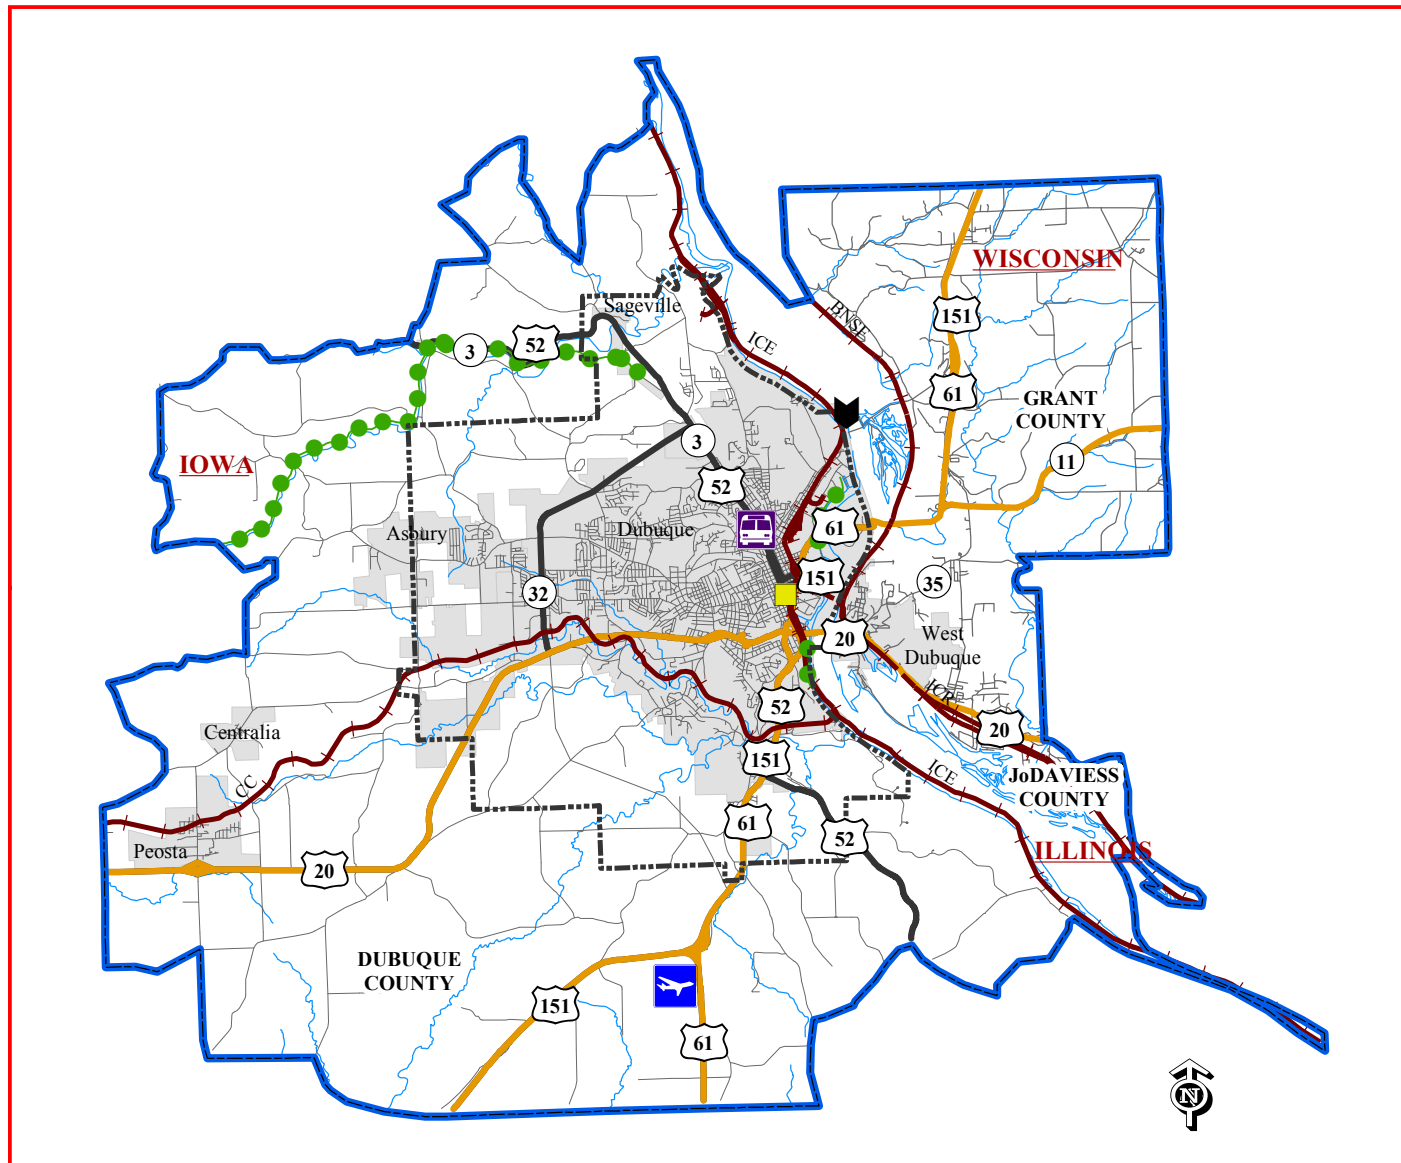 WISCONSIN
Sageville
BNSF
151
ICE
52
3
61
GRANT
COUNTY
3
11
IOWA
52
61
Asbury
Dubuque
151
35
32
20
West
Dubuque
ICE
52
20
Centralia
151
ICE
JoDAVIESS
COUNTY
CC
61
52
Peosta
ILLINOIS
20
DUBUQUE
COUNTY
151
61
N